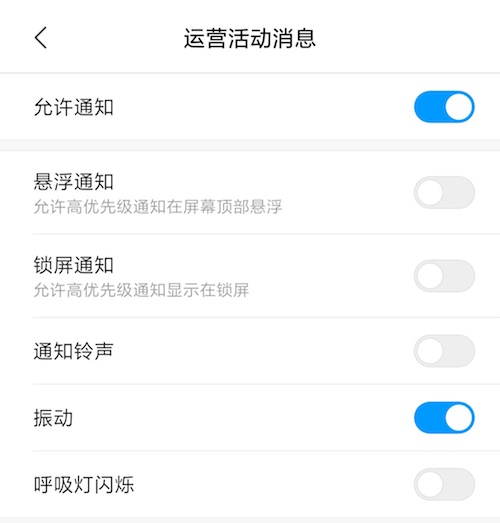 运营活动消息
允许通知
悬浮通知
允许高优先级通知在屏幕顶部悬浮
锁屏通知
允许高优先级通知显示在锁屏
通知铃声
振动
呼吸灯闪烁